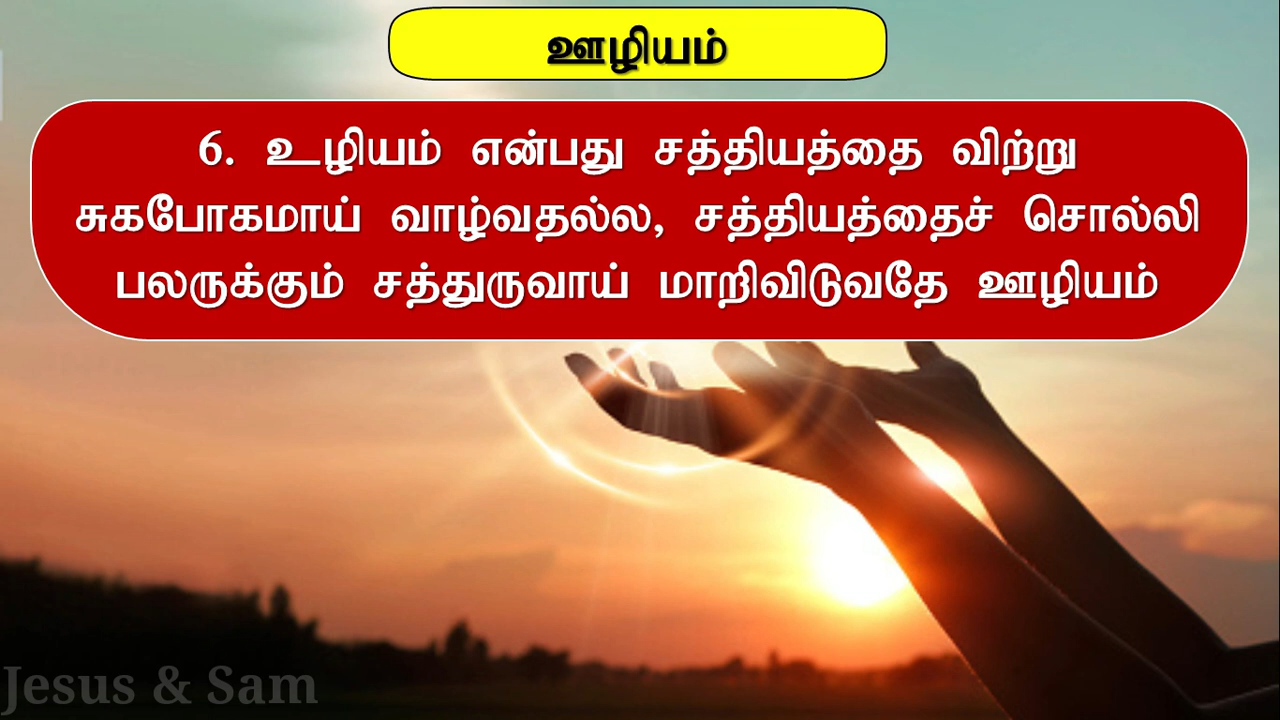 ஊழியம்
6. உழியம் என்பது சத்தியத்தை விற்று
சுகபோகமாய் வாழ்வதல்ல, சத்தியத்தைச் சொல்லி
பலருக்கும் சத்துருவாய் மாறிவிடுவதே ஊழியம்
Jesus & Sam